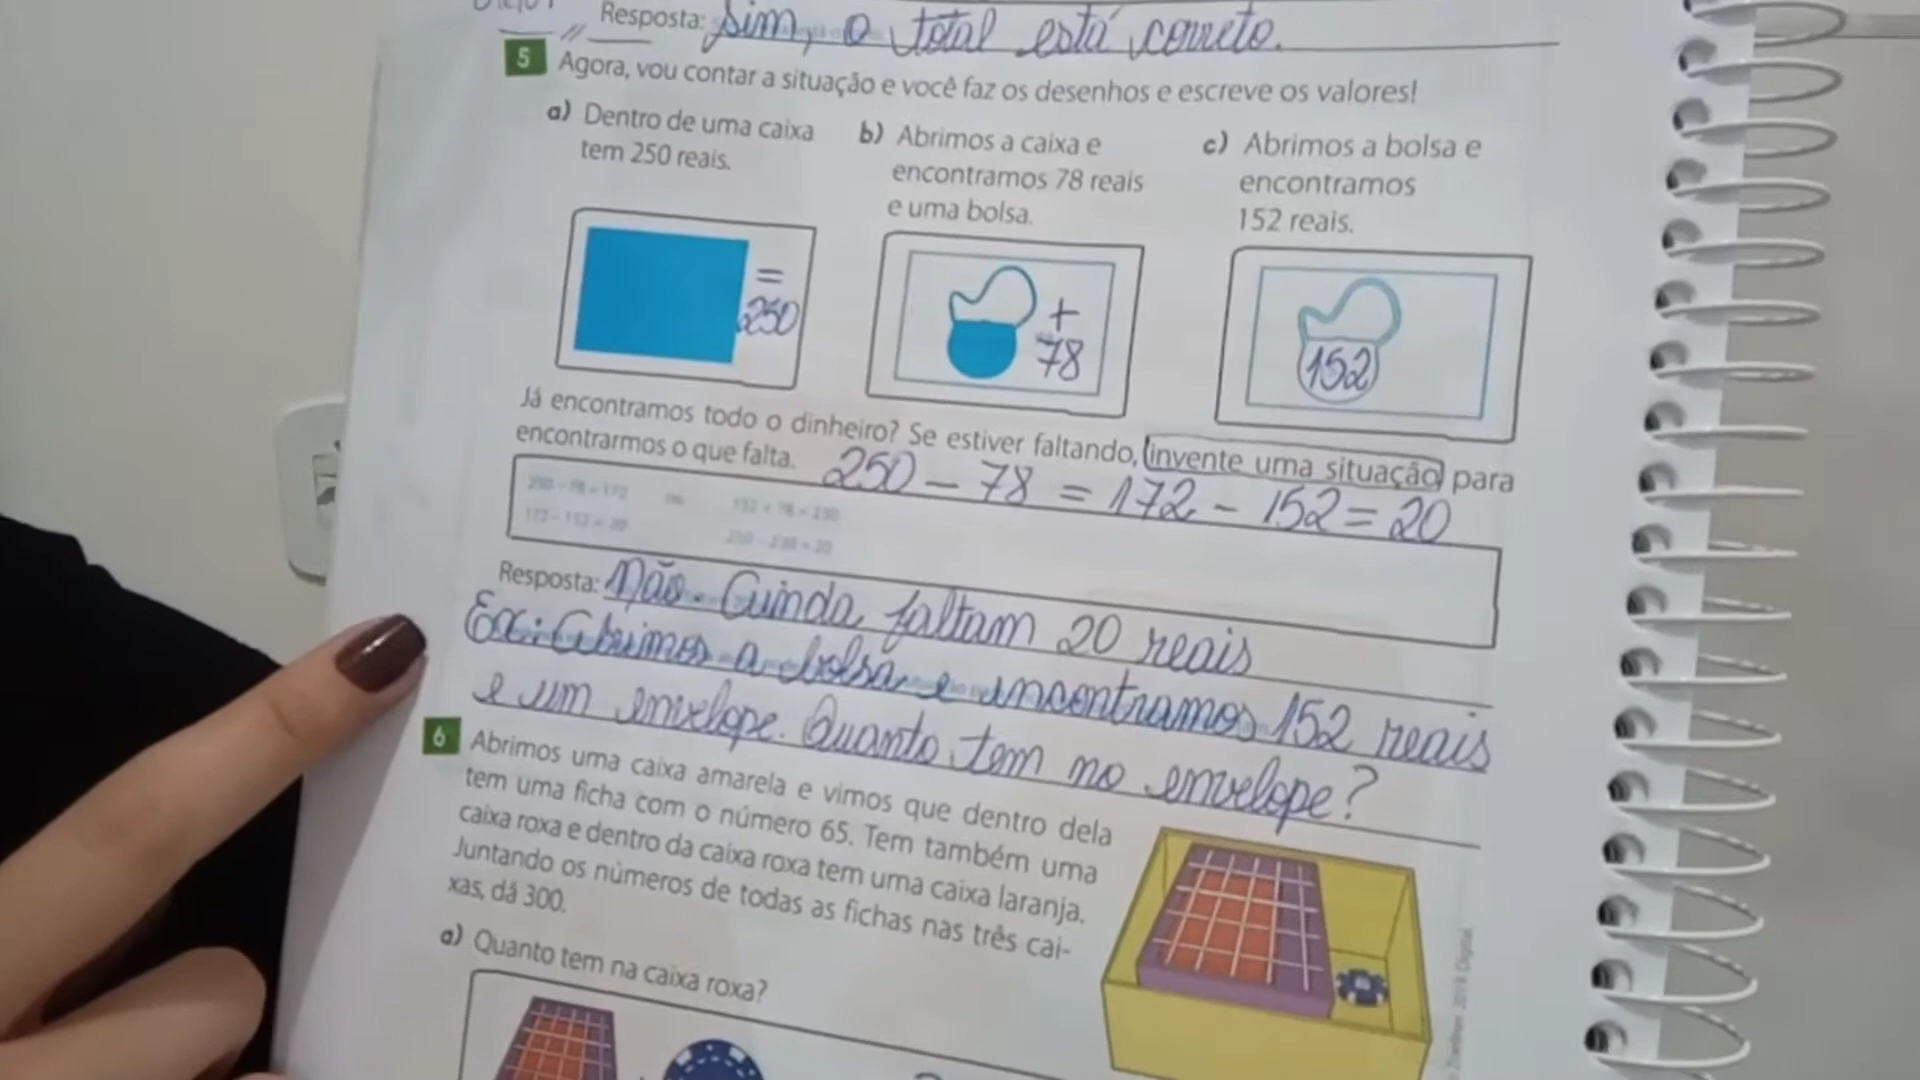 Resposta: Sim, o total está correto.
5 Agora, vou contar a situação e você faz os desenhos e escreve os valores!
a) Dentro de uma caixa
tem 250 reais.
b) Abrimos a caixa e
encontramos 78 reais
e uma bolsa.
c) Abrimos a bolsa e
encontramos
152 reais.
=
250
+
78
152
Já encontramos todo o dinheiro? Se estiver faltando, invente uma situação para
encontrarmos o que falta.
250 - 78 = 172 - 152 = 20
250 - 78 = 172
172 - 152 = 20
Resposta: Não. Ainda faltam 20 reais
Ex: Abrimos a bolsa e encontramos 152 reais
e um envelope. Quanto tem no envelope?
6 Abrimos uma caixa amarela e vimos que dentro dela
tem uma ficha com o número 65. Tem também uma
caixa roxa e dentro da caixa roxa tem uma caixa laranja.
Juntando os números de todas as fichas nas três cai-
xas, dá 300.
a) Quanto tem na caixa roxa?